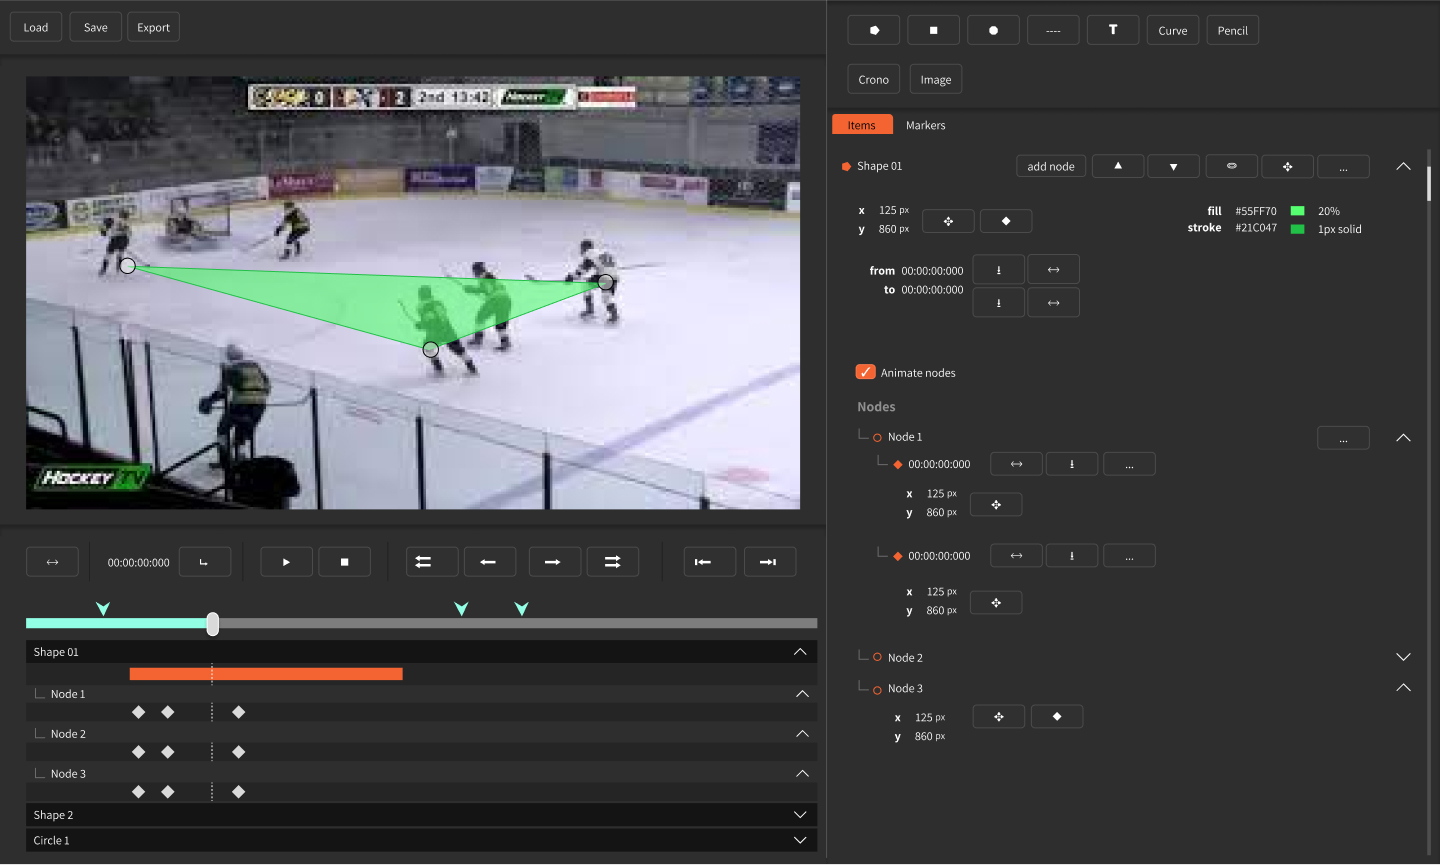 Load Save Export
---- T Curve Pencil
Crono Image
0 2 2nd 13:42 HOCKEY
HOCKEY TV
Items Markers
Shape 01 add node ...
x 125 px
y 860 px
fill #55FF70 20%
stroke #21C047 1px solid
from 00:00:00:000
to 00:00:00:000
Animate nodes
Nodes
Node 1 ...
00:00:00:000 ...
x 125 px
y 860 px
00:00:00:000 ...
x 125 px
y 860 px
Node 2
Node 3
x 125 px
y 860 px
00:00:00:000
Shape 01
Node 1
Node 2
Node 3
Shape 2
Circle 1